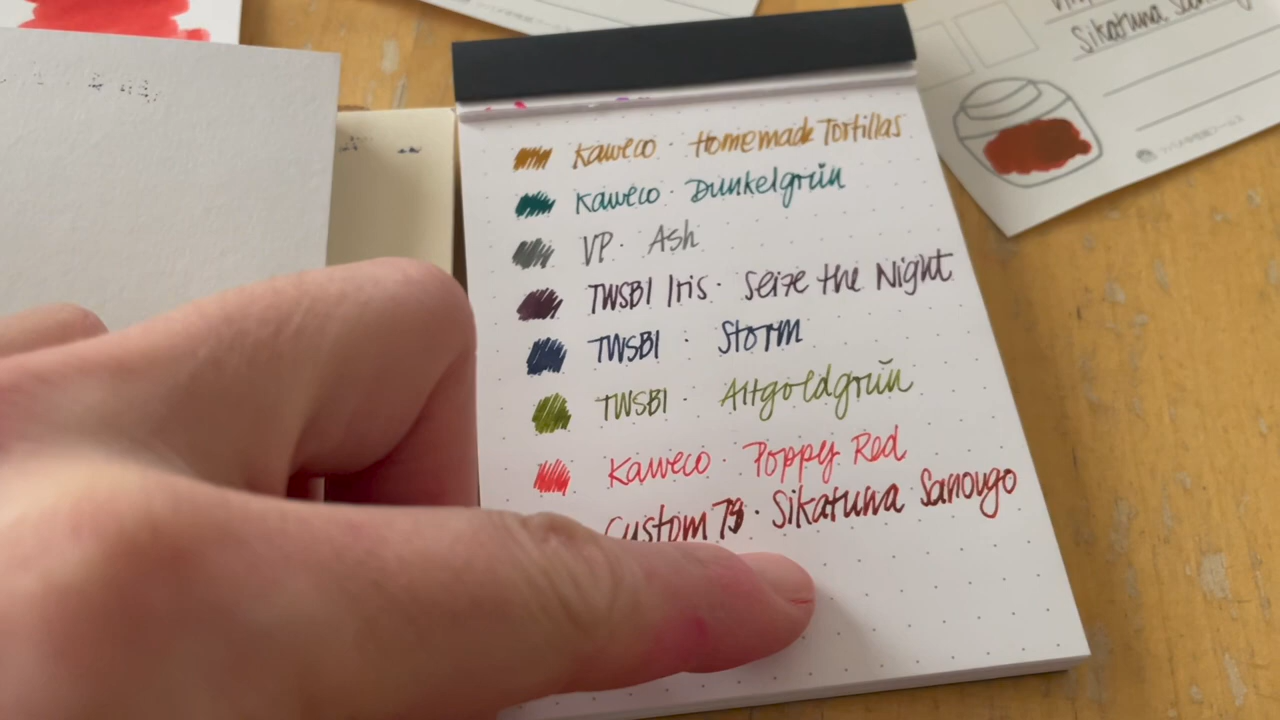 Sikatuna
Kaweco · Homemade Tortillas
Kaweco · Dunkelgrün
VP · Ash
TWSBI Iris · Seize the Night
TWSBI · Storm
TWSBI · Altgoldgrün
Kaweco · Poppy Red
Custom 78 · Sikatuna Sanougo